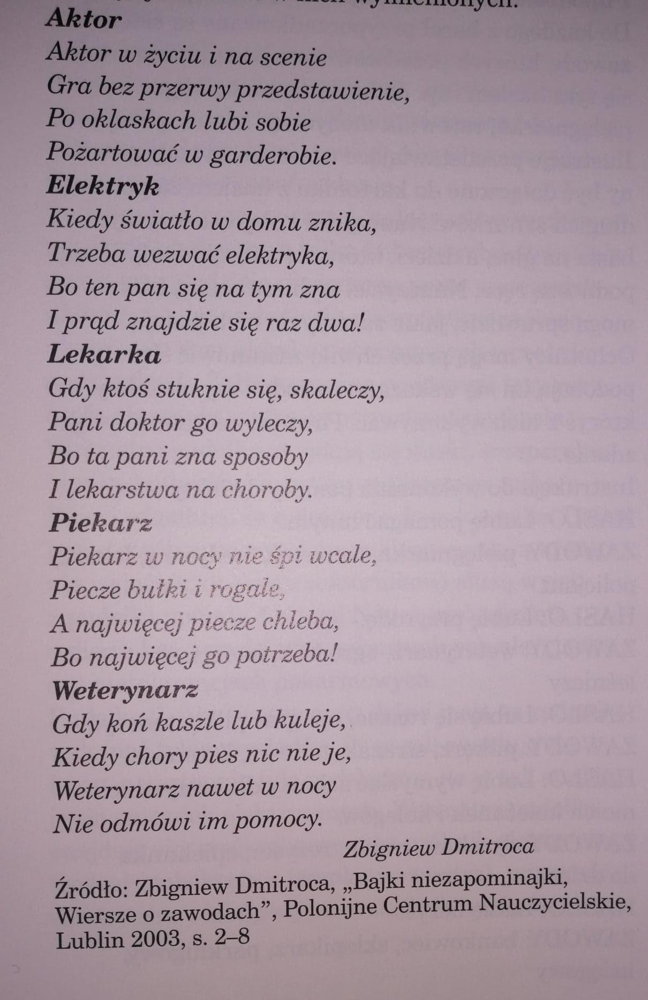 wymienionych.
Aktor
Aktor w życiu i na scenie
Gra bez przerwy przedstawienie,
Po oklaskach lubi sobie
Pożartować w garderobie.
Elektryk
Kiedy światło w domu znika,
Trzeba wezwać elektryka,
Bo ten pan się na tym zna
I prąd znajdzie się raz dwa!
Lekarka
Gdy ktoś stuknie się, skaleczy,
Pani doktor go wyleczy,
Bo ta pani zna sposoby
I lekarstwa na choroby.
Piekarz
Piekarz w nocy nie śpi wcale,
Piecze bułki i rogale,
A najwięcej piecze chleba,
Bo najwięcej go potrzeba!
Weterynarz
Gdy koń kaszle lub kuleje,
Kiedy chory pies nic nie je,
Weterynarz nawet w nocy
Nie odmówi im pomocy.
Zbigniew Dmitroca
Źródło: Zbigniew Dmitroca, „Bajki niezapominajki,
Wiersze o zawodach”, Polonijne Centrum Nauczycielskie,
Lublin 2003, s. 2–8